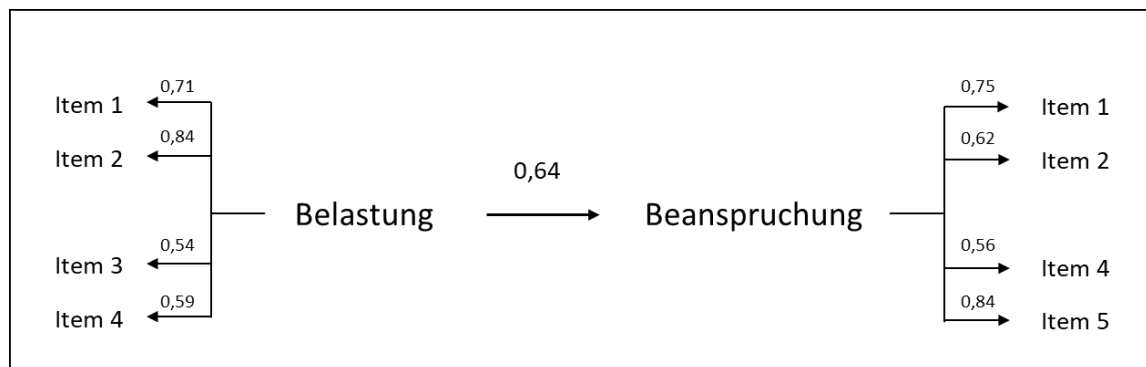 0,71
Item 1
0,84
Item 2
0,54
Item 3
0,59
Item 4
Belastung
0,64
Beanspruchung
0,75
Item 1
0,62
Item 2
0,56
Item 4
0,84
Item 5